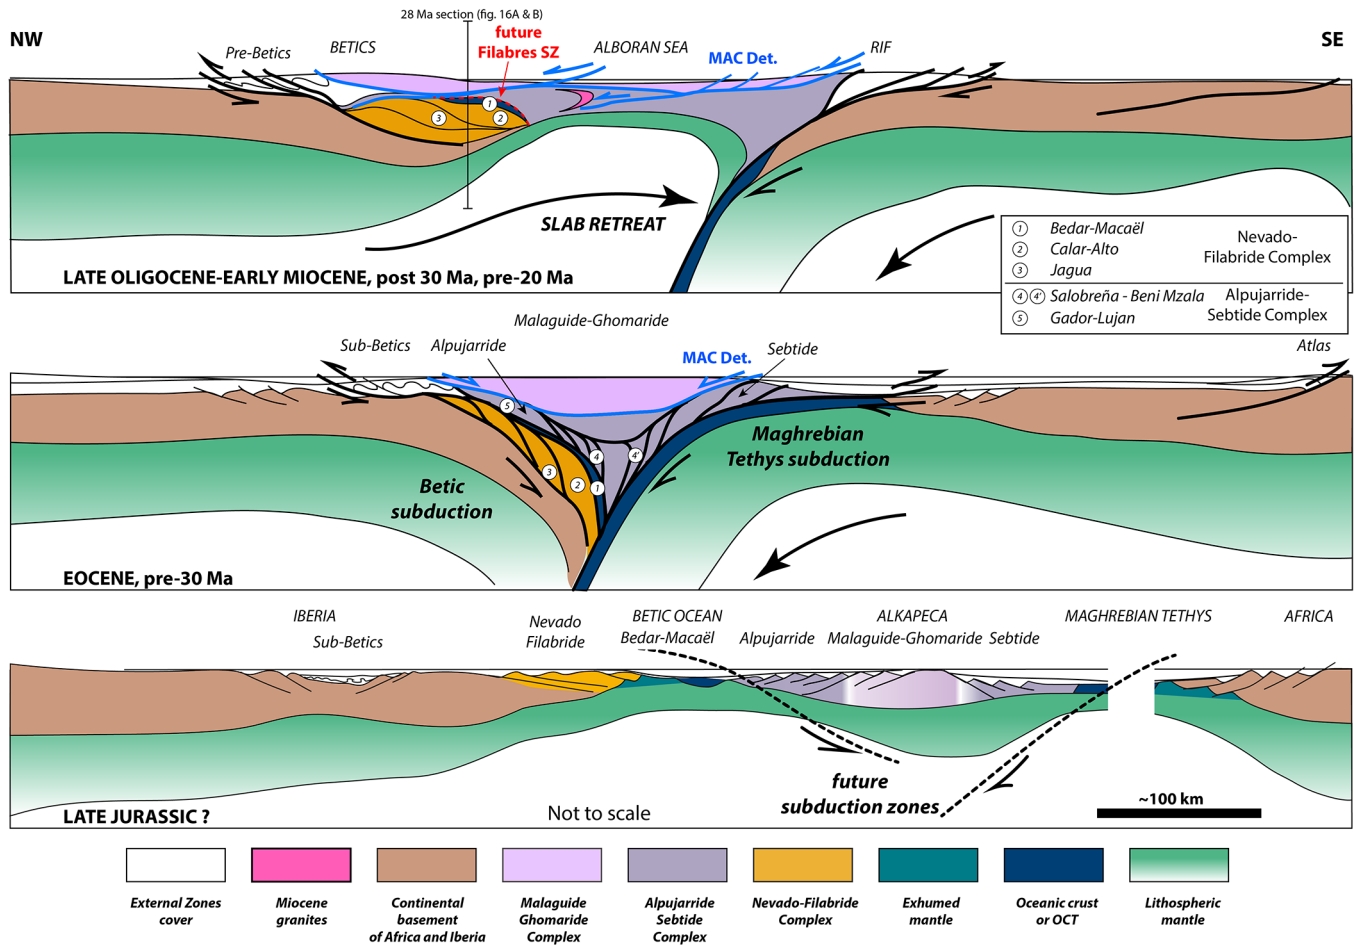 28 Ma section (fig. 16A & B)
NW
Pre-Betics
BETICS
future
Filabres SZ
ALBORAN SEA
MAC Det.
RIF
SE
1
2
3
SLAB RETREAT
LATE OLIGOCENE-EARLY MIOCENE, post 30 Ma, pre-20 Ma
1 Bedar-Macaël
2 Calar-Alto
3 Jagua
Nevado-
Filabride Complex
4 4' Salobreña - Beni Mzala
5 Gador-Lujan
Alpujarride-
Sebtide Complex
Malaguide-Ghomaride
Sub-Betics
Alpujarride
MAC Det.
Sebtide
Atlas
5
4
4'
3
2
1
Maghrebian
Tethys subduction
Betic
subduction
EOCENE, pre-30 Ma
IBERIA
Sub-Betics
Nevado
Filabride
BETIC OCEAN
Bedar-Macaël
Alpujarride
ALKAPECA
Malaguide-Ghomaride
Sebtide
MAGHREBIAN TETHYS
AFRICA
future
subduction zones
~100 km
LATE JURASSIC ?
Not to scale
External Zones
cover
Miocene
granites
Continental
basement
of Africa and Iberia
Malaguide
Ghomaride
Complex
Alpujarride
Sebtide
Complex
Nevado-Filabride
Complex
Exhumed
mantle
Oceanic crust
or OCT
Lithospheric
mantle